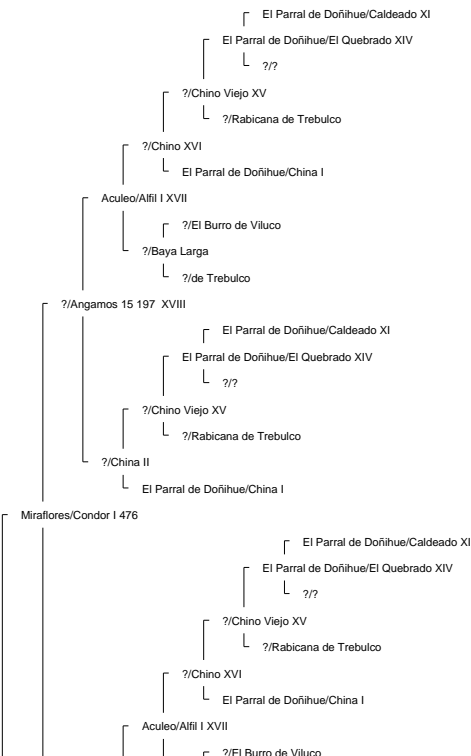 El Parral de Doñihue/Caldeado XI
El Parral de Doñihue/El Quebrado XIV
?/?
?/Chino Viejo XV
?/Rabicana de Trebulco
?/Chino XVI
El Parral de Doñihue/China I
Aculeo/Alfil I XVII
?/El Burro de Viluco
?/Baya Larga
?/de Trebulco
?/Angamos 15 197 XVIII
El Parral de Doñihue/Caldeado XI
El Parral de Doñihue/El Quebrado XIV
?/?
?/Chino Viejo XV
?/Rabicana de Trebulco
?/China II
El Parral de Doñihue/China I
Miraflores/Condor I 476
El Parral de Doñihue/Caldeado XI
El Parral de Doñihue/El Quebrado XIV
?/?
?/Chino Viejo XV
?/Rabicana de Trebulco
?/Chino XVI
El Parral de Doñihue/China I
Aculeo/Alfil I XVII
?/El Burro de Viluco